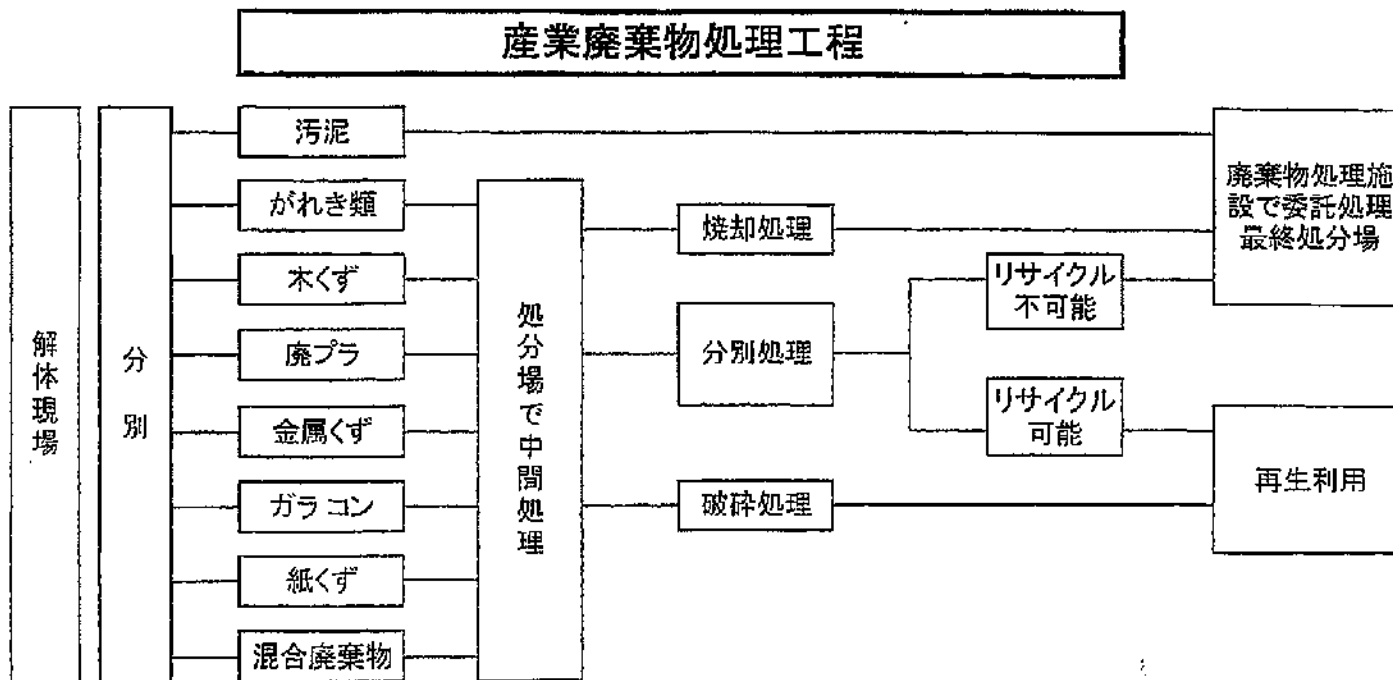 産業廃棄物処理工程
解体現場
分別
汚泥
がれき類
木くず
廃プラ
金属くず
ガラコン
紙くず
混合廃棄物
処分場で中間処理
焼却処理
分別処理
破砕処理
リサイクル
不可能
リサイクル
可能
廃棄物処理施
設で委託処理
最終処分場
再生利用